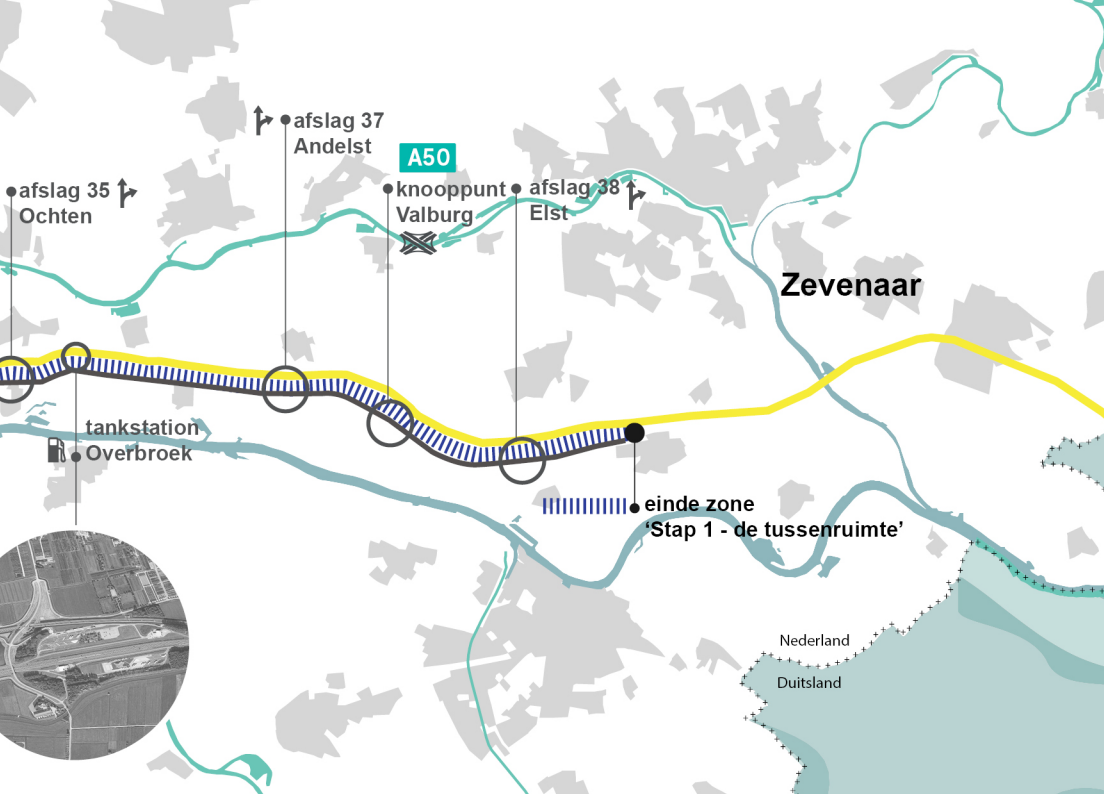 afslag 37
Andelst
A50
afslag 35
Ochten
knooppunt
Valburg
afslag 38
Elst
Zevenaar
tankstation
Overbroek
einde zone
‘Stap 1 - de tussenruimte’
Nederland
Duitsland